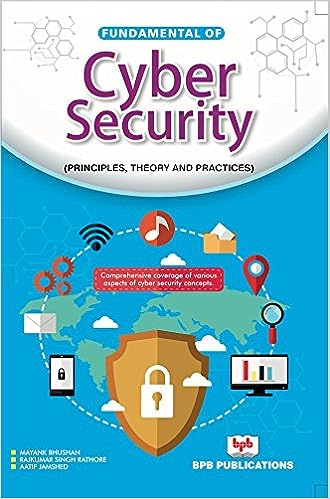 FUNDAMENTAL OF
Cyber
Security
(PRINCIPLES, THEORY AND PRACTICES)
Comprehensive coverage of various
aspects of cyber security concepts.
MAYANK BHUSHAN
RAJKUMAR SINGH RATHORE
AATIF JAMSHED
bpb
BPB PUBLICATIONS